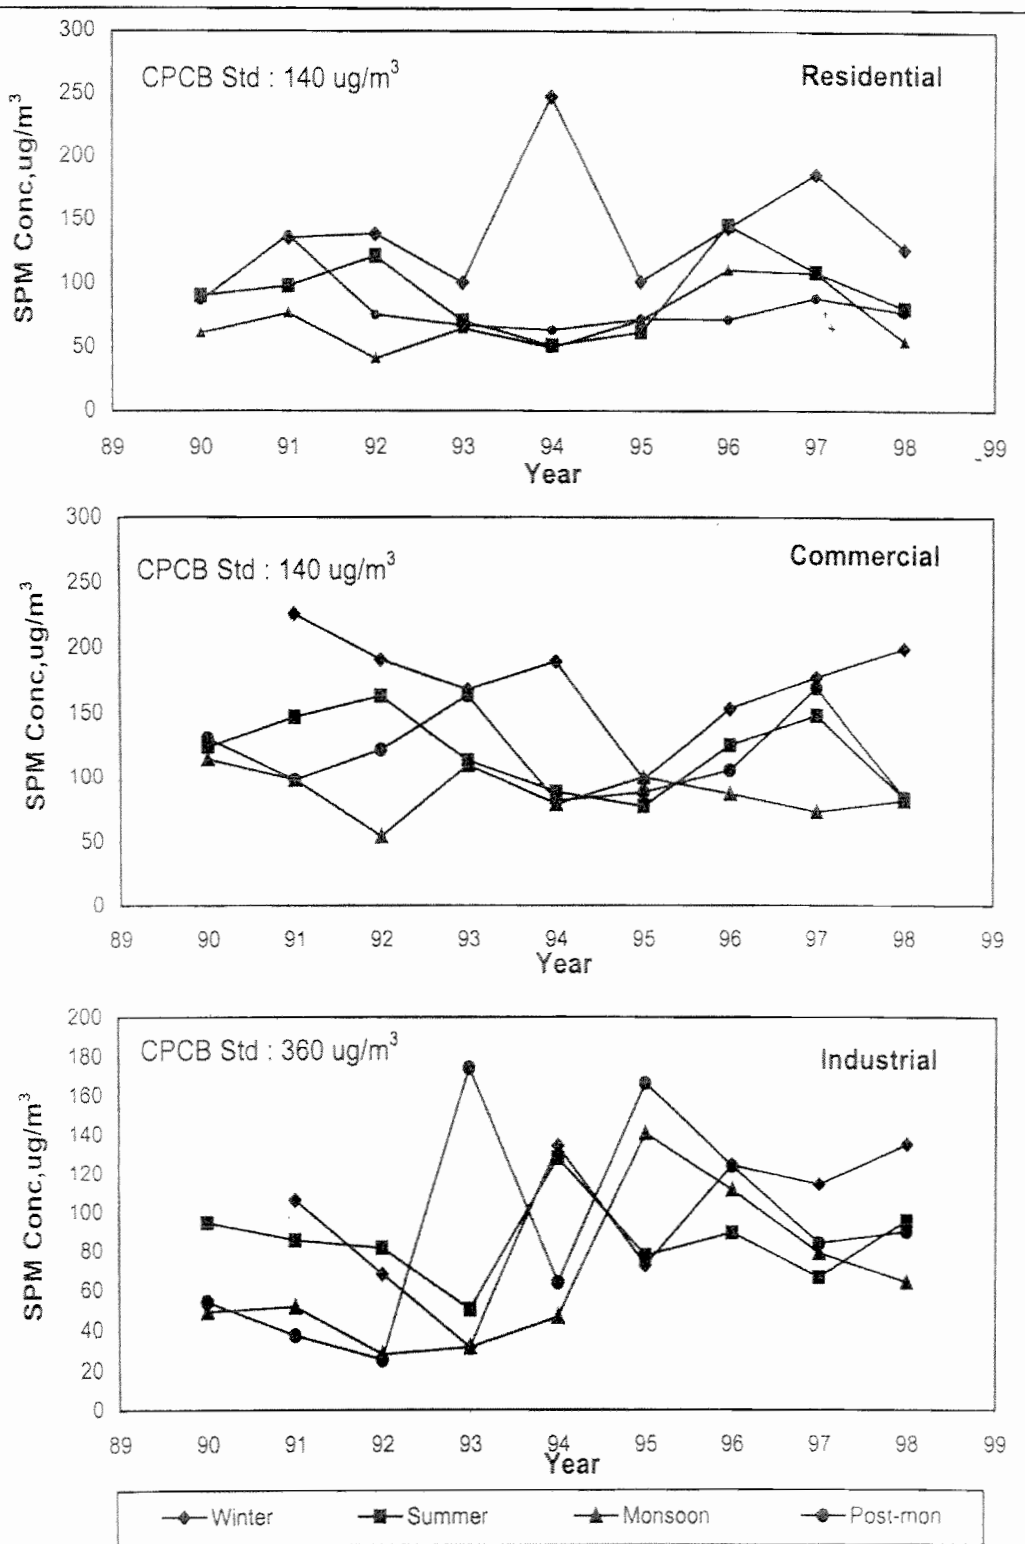 300
CPCB Std : 140 ug/m³
Residential
250
200
150
100
50
0
SPM Conc,ug/m³
89 90 91 92 93 94 95 96 97 98 99
Year
300
CPCB Std : 140 ug/m³
Commercial
250
200
150
100
50
0
SPM Conc,ug/m³
89 90 91 92 93 94 95 96 97 98 99
Year
200
CPCB Std : 360 ug/m³
Industrial
180
160
140
120
100
80
60
40
20
0
SPM Conc,ug/m³
89 90 91 92 93 94 95 96 97 98 99
Year
Winter Summer Monsoon Post-mon